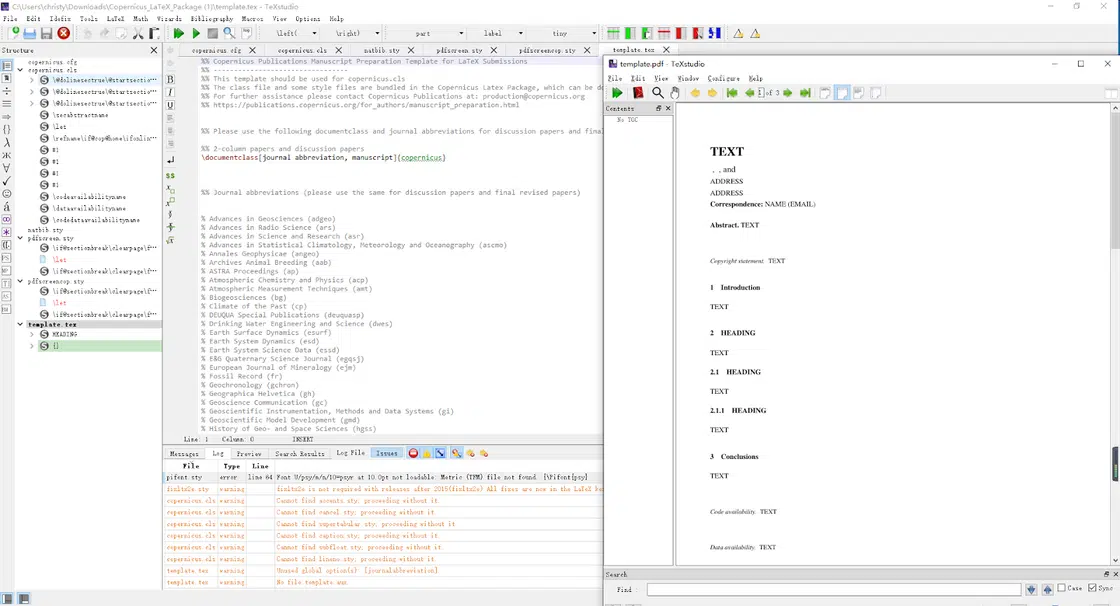 C:\Users\christy\Downloads\Copernicus_LaTeX_Package (1)\template.tex - TeXstudio
File Edit Idefix Tools LaTeX Math Wizards Bibliography Macros View Options Help
\left( \right) part label tiny
Structure
copernicus.cfg
copernicus.cls
\@dolinesectrue\@startsectio...
\@dolinesectrue\@startsectio...
\@dolinesectrue\@startsectio...
\tocabstractname
\let
\refname\if@cop@home\ifonlin...
#1
#1
#1
#1
\codeavailabilityname
\dataavailabilityname
\codedataavailabilityname
natbib.sty
pdfscreen.sty
\if@sectionbreak\clearpage\f...
\let
\if@sectionbreak\clearpage\f...
pdfscreencop.sty
\if@sectionbreak\clearpage\f...
\let
\if@sectionbreak\clearpage\f...
template.tex
HEADING
{}
copernicus.cfg copernicus.cls natbib.sty pdfscreen.sty pdfscreencop.sty template.tex
%% Copernicus Publications Manuscript Preparation Template for LaTeX Submissions
%% ---------------------------------
%% This template should be used for copernicus.cls
%% The class file and some style files are bundled in the Copernicus Latex Package, which can be do
%% For further assistance please contact Copernicus Publications at: production@copernicus.org
%% https://publications.copernicus.org/for_authors/manuscript_preparation.html
%% Please use the following documentclass and journal abbreviations for discussion papers and final
%% 2-column papers and discussion papers
\documentclass[journal abbreviation, manuscript]{copernicus}
%% Journal abbreviations (please use the same for discussion papers and final revised papers)
% Advances in Geosciences (adgeo)
% Advances in Radio Science (ars)
% Advances in Science and Research (asr)
% Advances in Statistical Climatology, Meteorology and Oceanography (ascmo)
% Annales Geophysicae (angeo)
% Archives Animal Breeding (aab)
% ASTRA Proceedings (ap)
% Atmospheric Chemistry and Physics (acp)
% Atmospheric Measurement Techniques (amt)
% Biogeosciences (bg)
% Climate of the Past (cp)
% DEUQUA Special Publications (deuquasp)
% Drinking Water Engineering and Science (dwes)
% Earth Surface Dynamics (esurf)
% Earth System Dynamics (esd)
% Earth System Science Data (essd)
% E&G Quaternary Science Journal (egqsj)
% European Journal of Mineralogy (ejm)
% Fossil Record (fr)
% Geochronology (gchron)
% Geographica Helvetica (gh)
% Geoscience Communication (gc)
% Geoscientific Instrumentation, Methods and Data Systems (gi)
% Geoscientific Model Development (gmd)
% History of Geo- and Space Sciences (hgss)
Line: 1 Column: 0 INSERT
Messages Log Preview Search Results Log File Issues
File Type Line
pifont.sty error line 64 Font U/psy/m/n/10=psyr at 10.0pt not loadable: Metric (TFM) file not found. [\Pifont{psy}
fixltx2e.sty warning fixltx2e is not required with releases after 2015(fixltx2e) All fixes are now in the LaTeX ke
copernicus.cls warning Cannot find ascents.sty; proceeding without it
copernicus.cls warning Cannot find cancel.sty; proceeding without it
copernicus.cls warning Cannot find supertabular.sty; proceeding without it
copernicus.cls warning Cannot find caption.sty; proceeding without it
copernicus.cls warning Cannot find subfloat.sty; proceeding without it
copernicus.cls warning Cannot find lineno.sty; proceeding without it
template.tex warning Unused global option(s): [journalabbreviation]
template.tex warning No file template.aux
template.pdf - TeXstudio
File Edit View Window Configure Help
1 of 3
Contents
No TOC
TEXT
, , and
ADDRESS
ADDRESS
Correspondence: NAME (EMAIL)
Abstract. TEXT
Copyright statement. TEXT
1 Introduction
TEXT
2 HEADING
TEXT
2.1 HEADING
TEXT
2.1.1 HEADING
TEXT
3 Conclusions
TEXT
Code availability. TEXT
Data availability. TEXT
Search
Find : Case Sync